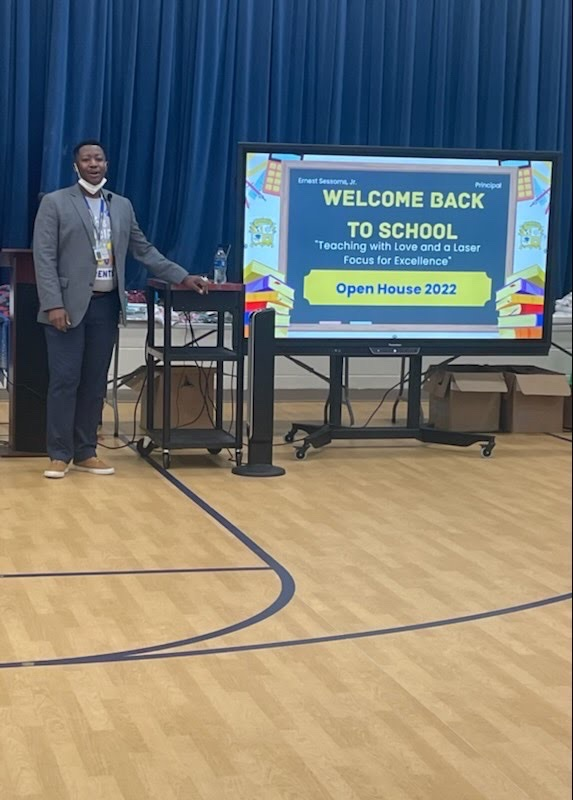 Ernest Sessoms, Jr.
Principal
WELCOME BACK
TO SCHOOL
"Teaching with Love and a Laser
Focus for Excellence"
Open House 2022